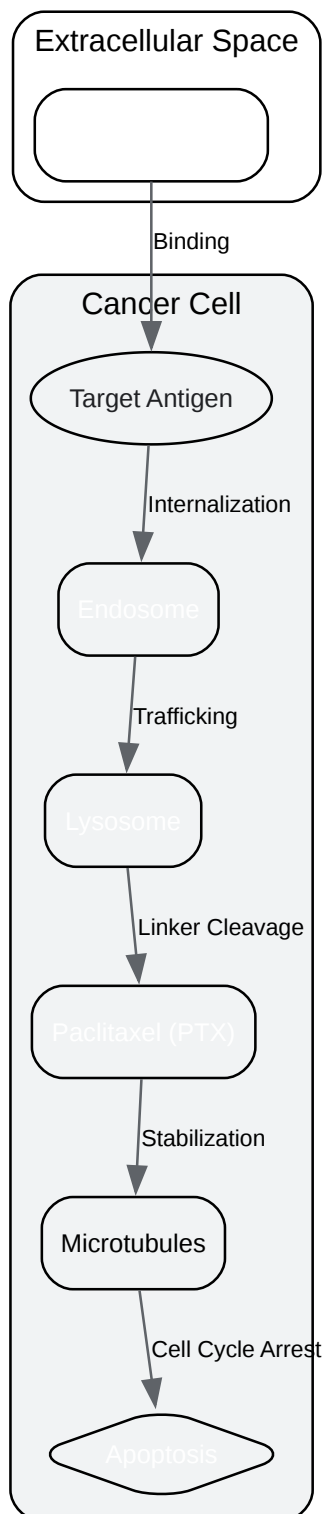 Extracellular Space
Binding
Cancer Cell
Target Antigen
Internalization
Endosome
Trafficking
Lysosome
Linker Cleavage
Paclitaxel (PTX)
Stabilization
Microtubules
Cell Cycle Arrest
Apoptosis